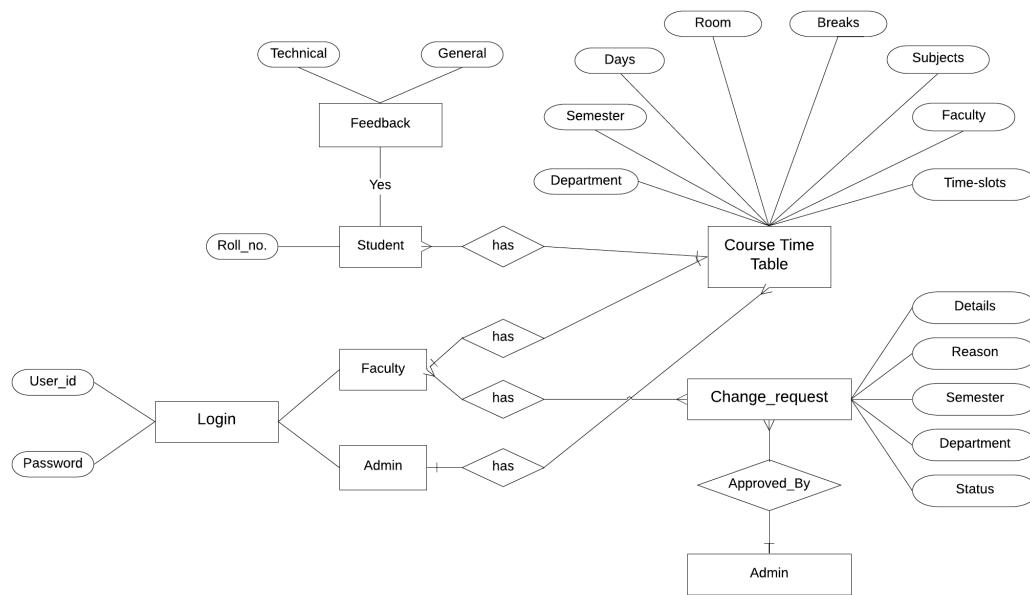 Room
Breaks
Technical
General
Days
Subjects
Feedback
Semester
Faculty
Yes
Department
Time-slots
Roll_no.
Student
has
Course Time
Table
Details
has
Reason
Faculty
User_id
has
Change_request
Semester
Login
Department
Password
Admin
has
Approved_By
Status
Admin